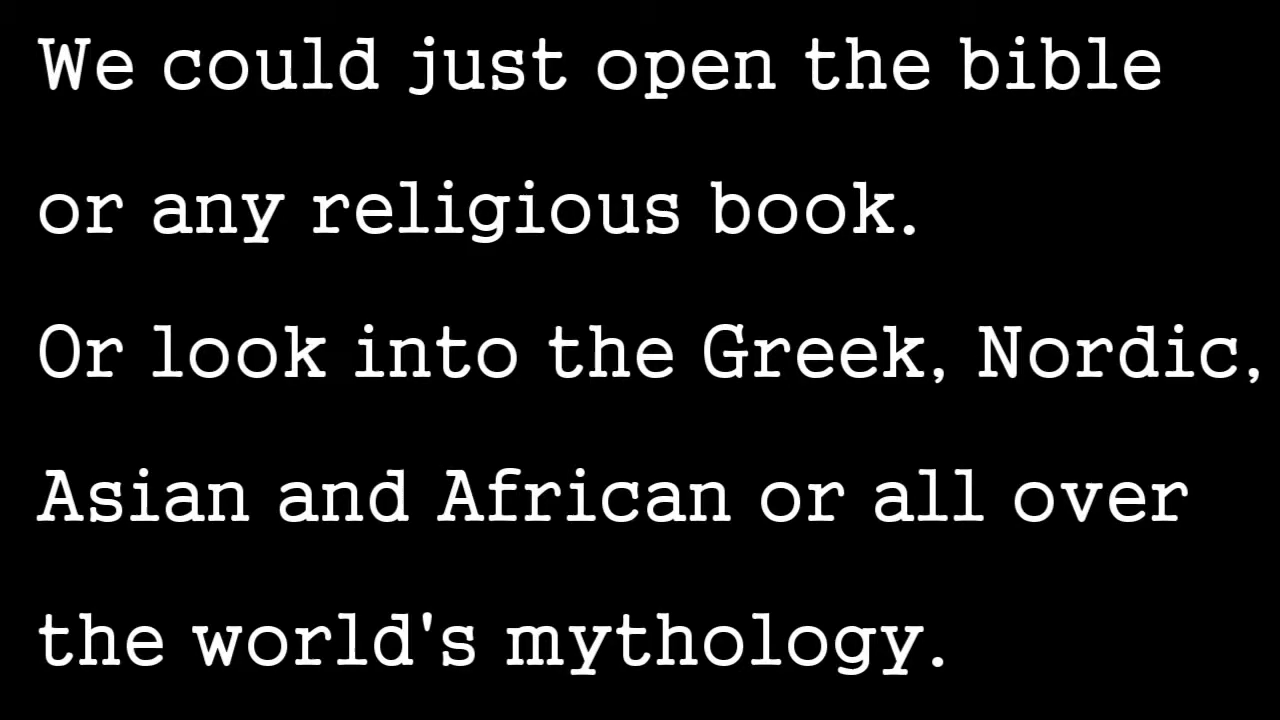 We could just open the bible
or any religious book.
Or look into the Greek, Nordic,
Asian and African or all over
the world's mythology.